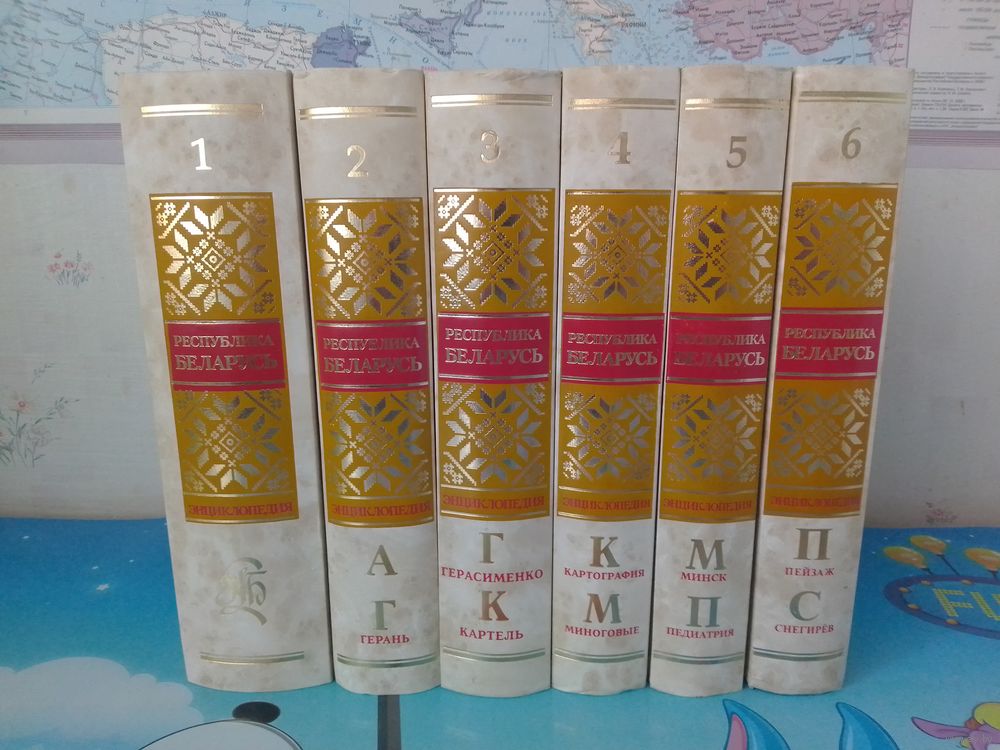 1
РЕСПУБЛИКА
БЕЛАРУСЬ
ЭНЦИКЛОПЕДИЯ
2
РЕСПУБЛИКА
БЕЛАРУСЬ
ЭНЦИКЛОПЕДИЯ
А
Г
ГЕРАНЬ
3
РЕСПУБЛИКА
БЕЛАРУСЬ
ЭНЦИКЛОПЕДИЯ
Г
ГЕРАСИМЕНКО
К
КАРТЕЛЬ
4
РЕСПУБЛИКА
БЕЛАРУСЬ
ЭНЦИКЛОПЕДИЯ
К
КАРТОГРАФИЯ
М
МИНОГОВЫЕ
5
РЕСПУБЛИКА
БЕЛАРУСЬ
ЭНЦИКЛОПЕДИЯ
М
МИНСК
П
ПЕДИАТРИЯ
6
РЕСПУБЛИКА
БЕЛАРУСЬ
ЭНЦИКЛОПЕДИЯ
П
ПЕЙЗАЖ
С
СНЕГИРЁВ